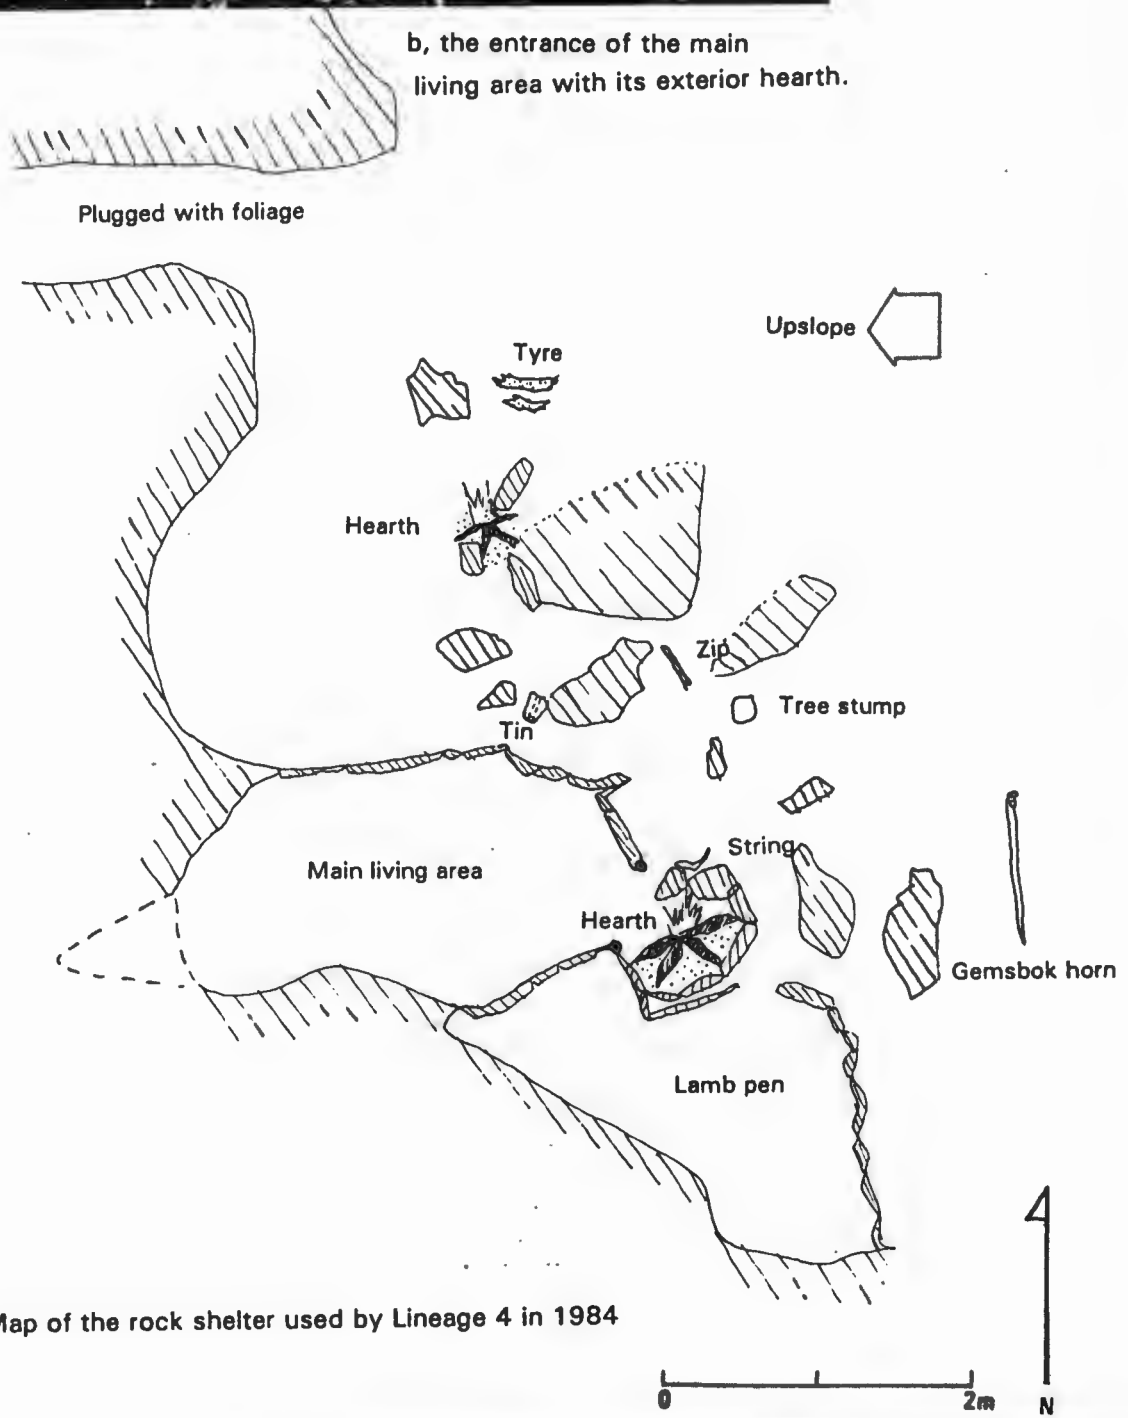 b, the entrance of the main
living area with its exterior hearth.
Plugged with foliage
Upslope
Tyre
Hearth
Zip
Tree stump
Tin
String
Main living area
Hearth
Gemsbok horn
Lamb pen
Map of the rock shelter used by Lineage 4 in 1984
0 2m
N